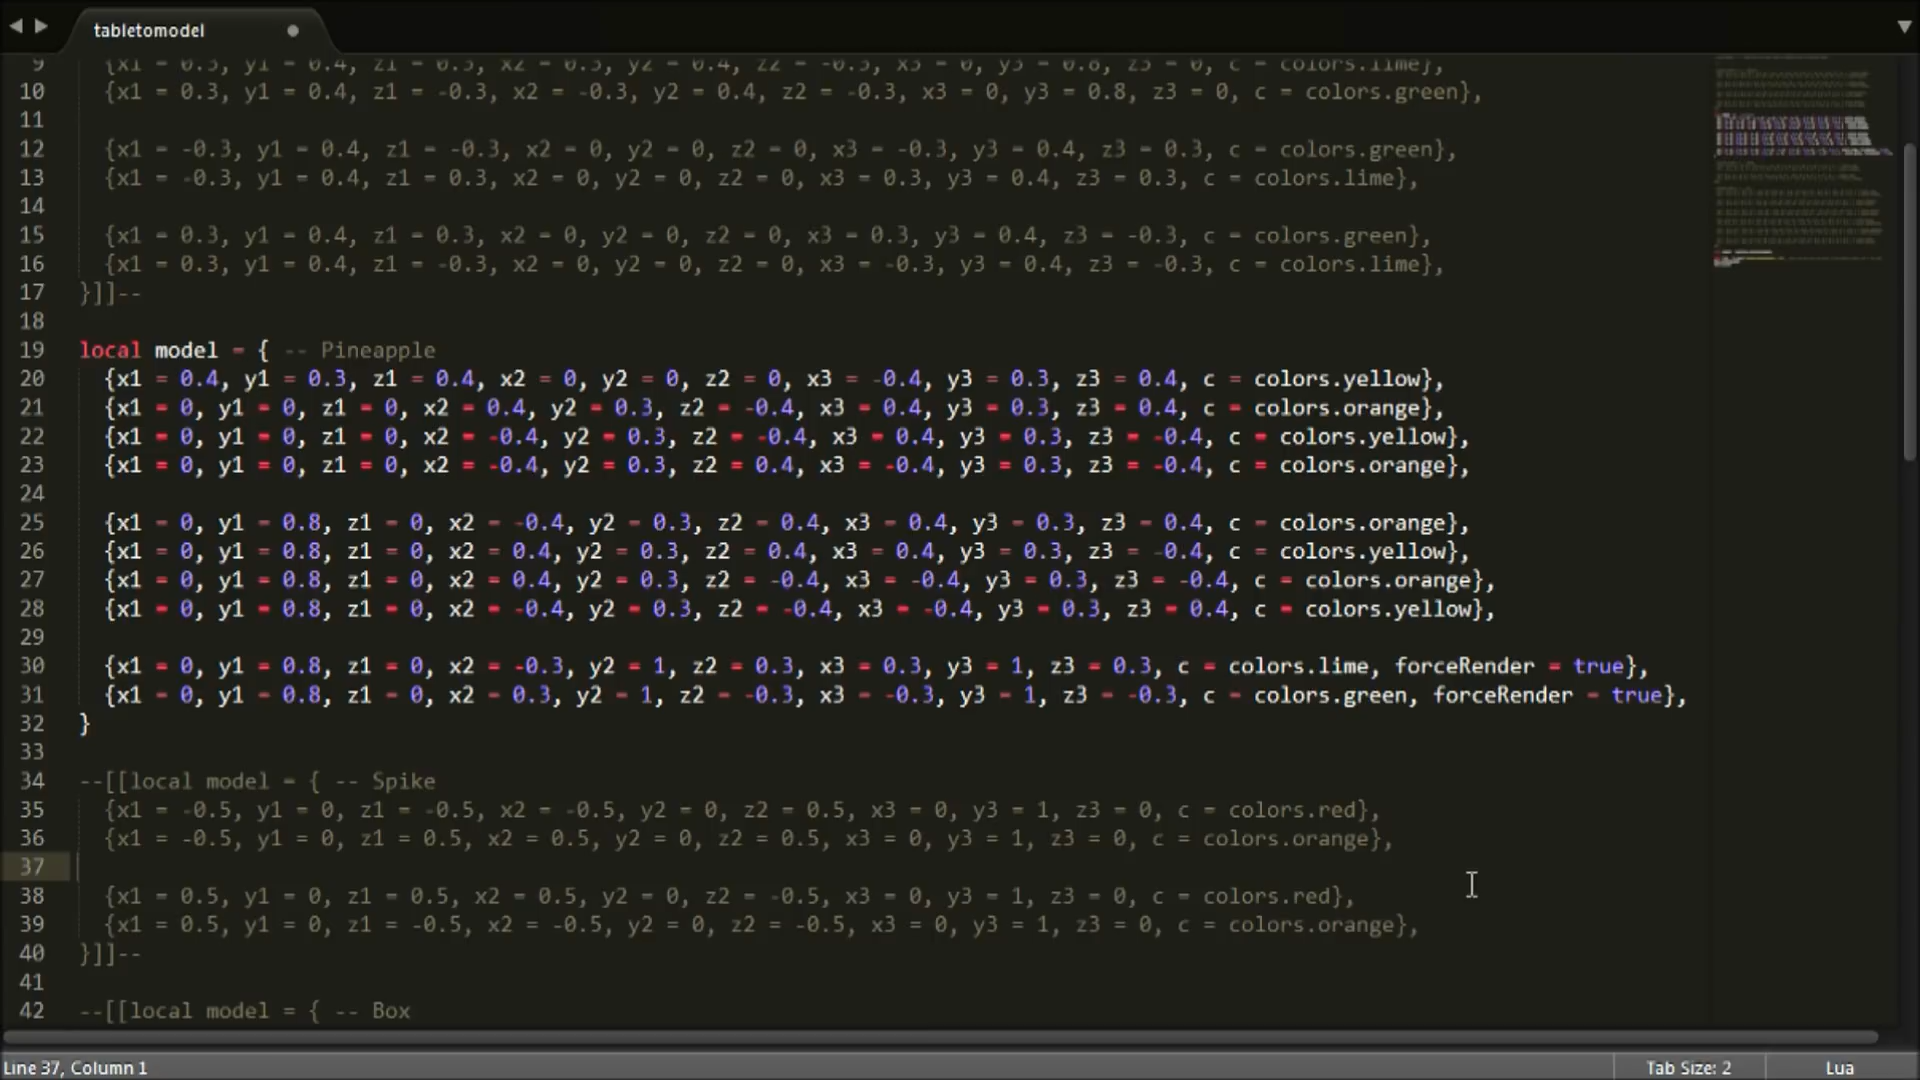 tabletomodel
9 {x1 = 0.3, y1 = 0.4, z1 = 0.3, x2 = 0.3, y2 = 0.4, z2 = -0.3, x3 = 0, y3 = 0.8, z3 = 0, c = colors.lime},
10 {x1 = 0.3, y1 = 0.4, z1 = -0.3, x2 = -0.3, y2 = 0.4, z2 = -0.3, x3 = 0, y3 = 0.8, z3 = 0, c = colors.green},
11
12 {x1 = -0.3, y1 = 0.4, z1 = -0.3, x2 = 0, y2 = 0, z2 = 0, x3 = -0.3, y3 = 0.4, z3 = 0.3, c = colors.green},
13 {x1 = -0.3, y1 = 0.4, z1 = 0.3, x2 = 0, y2 = 0, z2 = 0, x3 = 0.3, y3 = 0.4, z3 = 0.3, c = colors.lime},
14
15 {x1 = 0.3, y1 = 0.4, z1 = 0.3, x2 = 0, y2 = 0, z2 = 0, x3 = 0.3, y3 = 0.4, z3 = -0.3, c = colors.green},
16 {x1 = 0.3, y1 = 0.4, z1 = -0.3, x2 = 0, y2 = 0, z2 = 0, x3 = -0.3, y3 = 0.4, z3 = -0.3, c = colors.lime},
17 }]]--
18
19 local model = { -- Pineapple
20 {x1 = 0.4, y1 = 0.3, z1 = 0.4, x2 = 0, y2 = 0, z2 = 0, x3 = -0.4, y3 = 0.3, z3 = 0.4, c = colors.yellow},
21 {x1 = 0, y1 = 0, z1 = 0, x2 = 0.4, y2 = 0.3, z2 = -0.4, x3 = 0.4, y3 = 0.3, z3 = 0.4, c = colors.orange},
22 {x1 = 0, y1 = 0, z1 = 0, x2 = -0.4, y2 = 0.3, z2 = -0.4, x3 = 0.4, y3 = 0.3, z3 = -0.4, c = colors.yellow},
23 {x1 = 0, y1 = 0, z1 = 0, x2 = -0.4, y2 = 0.3, z2 = 0.4, x3 = -0.4, y3 = 0.3, z3 = -0.4, c = colors.orange},
24
25 {x1 = 0, y1 = 0.8, z1 = 0, x2 = -0.4, y2 = 0.3, z2 = 0.4, x3 = 0.4, y3 = 0.3, z3 = 0.4, c = colors.orange},
26 {x1 = 0, y1 = 0.8, z1 = 0, x2 = 0.4, y2 = 0.3, z2 = 0.4, x3 = 0.4, y3 = 0.3, z3 = -0.4, c = colors.yellow},
27 {x1 = 0, y1 = 0.8, z1 = 0, x2 = 0.4, y2 = 0.3, z2 = -0.4, x3 = -0.4, y3 = 0.3, z3 = -0.4, c = colors.orange},
28 {x1 = 0, y1 = 0.8, z1 = 0, x2 = -0.4, y2 = 0.3, z2 = -0.4, x3 = -0.4, y3 = 0.3, z3 = 0.4, c = colors.yellow},
29
30 {x1 = 0, y1 = 0.8, z1 = 0, x2 = -0.3, y2 = 1, z2 = 0.3, x3 = 0.3, y3 = 1, z3 = 0.3, c = colors.lime, forceRender = true},
31 {x1 = 0, y1 = 0.8, z1 = 0, x2 = 0.3, y2 = 1, z2 = -0.3, x3 = -0.3, y3 = 1, z3 = -0.3, c = colors.green, forceRender = true},
32 }
33
34 --[[local model = { -- Spike
35 {x1 = -0.5, y1 = 0, z1 = -0.5, x2 = -0.5, y2 = 0, z2 = 0.5, x3 = 0, y3 = 1, z3 = 0, c = colors.red},
36 {x1 = -0.5, y1 = 0, z1 = 0.5, x2 = 0.5, y2 = 0, z2 = 0.5, x3 = 0, y3 = 1, z3 = 0, c = colors.orange},
37
38 {x1 = 0.5, y1 = 0, z1 = 0.5, x2 = 0.5, y2 = 0, z2 = -0.5, x3 = 0, y3 = 1, z3 = 0, c = colors.red},
39 {x1 = 0.5, y1 = 0, z1 = -0.5, x2 = -0.5, y2 = 0, z2 = -0.5, x3 = 0, y3 = 1, z3 = 0, c = colors.orange},
40 }]]--
41
42 --[[local model = { -- Box
Line 37, Column 1
Tab Size: 2
Lua